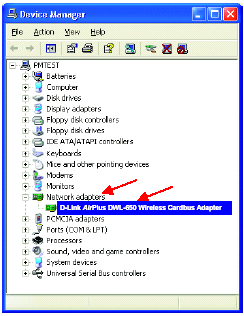 Device Manager
File Action View Help
PMTEST
Batteries
Computer
Disk drives
Display adapters
Floppy disk controllers
Floppy disk drives
IDE ATA/ATAPI controllers
Keyboards
Mice and other pointing devices
Modems
Monitors
Network adapters
D-Link AirPlus DWL-650 Wireless Cardbus Adapter
PCMCIA adapters
Ports (COM & LPT)
Processors
Sound, video and game controllers
System devices
Universal Serial Bus controllers